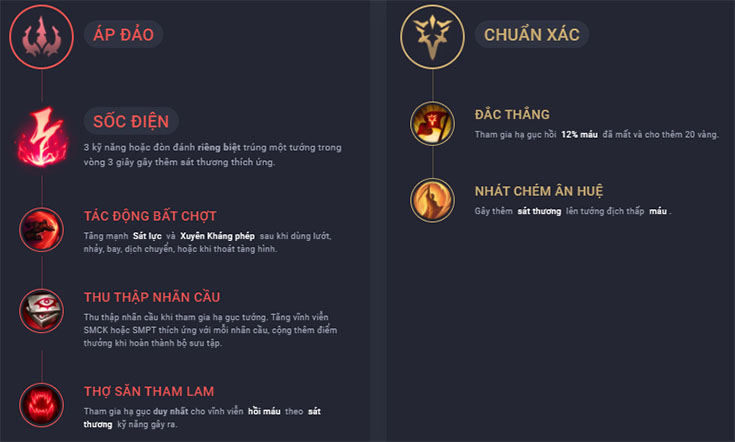 ÁP ĐẢO
SỐC ĐIỆN
3 kỹ năng hoặc đòn đánh riêng biệt trúng một tướng trong
vòng 3 giây gây thêm sát thương thích ứng.
TÁC ĐỘNG BẤT CHỢT
Tăng mạnh Sát lực và Xuyên Kháng phép sau khi dùng lướt,
nhảy, bay, dịch chuyển, hoặc khi thoát tàng hình.
THU THẬP NHÃN CẦU
Thu thập nhãn cầu khi tham gia hạ gục tướng. Tăng vĩnh viễn
SMCK hoặc SMPT thích ứng với mỗi nhãn cầu, cộng thêm điểm
thưởng khi hoàn thành bộ sưu tập.
THỢ SĂN THAM LAM
Tham gia hạ gục duy nhất cho vĩnh viễn hồi máu theo sát
thương kỹ năng gây ra.
CHUẨN XÁC
ĐẮC THẮNG
Tham gia hạ gục hồi 12% máu đã mất và cho thêm 20 vàng.
NHÁT CHÉM ÂN HUỆ
Gây thêm sát thương lên tướng địch thấp máu .